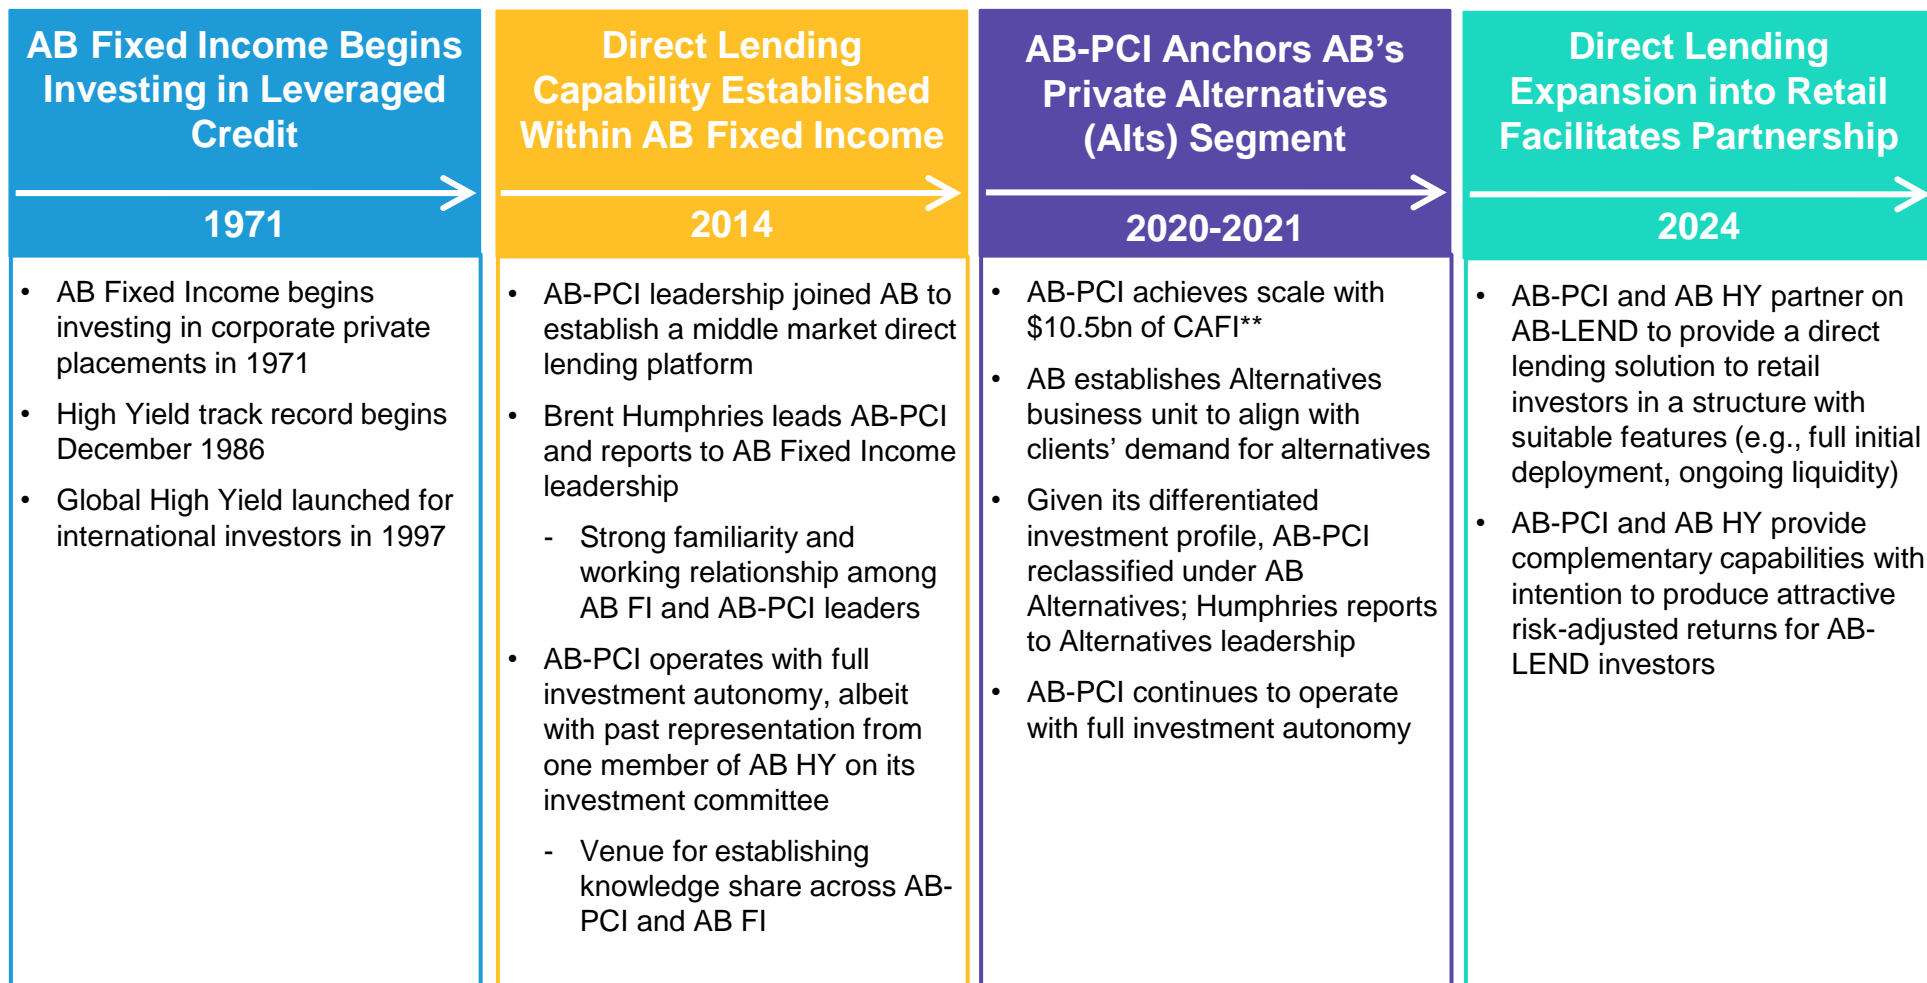 AB Fixed Income Begins
Investing in Leveraged
Credit
1971
• AB Fixed Income begins
investing in corporate private
placements in 1971
• High Yield track record begins
December 1986
• Global High Yield launched for
international investors in 1997
Direct Lending
Capability Established
Within AB Fixed Income
2014
• AB-PCI leadership joined AB to
establish a middle market direct
lending platform
• Brent Humphries leads AB-PCI
and reports to AB Fixed Income
leadership
- Strong familiarity and
working relationship among
AB FI and AB-PCI leaders
• AB-PCI operates with full
investment autonomy, albeit
with past representation from
one member of AB HY on its
investment committee
- Venue for establishing
knowledge share across AB-
PCI and AB FI
AB-PCI Anchors AB’s
Private Alternatives
(Alts) Segment
2020-2021
• AB-PCI achieves scale with
$10.5bn of CAFI**
• AB establishes Alternatives
business unit to align with
clients’ demand for alternatives
• Given its differentiated
investment profile, AB-PCI
reclassified under AB
Alternatives; Humphries reports
to Alternatives leadership
• AB-PCI continues to operate
with full investment autonomy
Direct Lending
Expansion into Retail
Facilitates Partnership
2024
• AB-PCI and AB HY partner on
AB-LEND to provide a direct
lending solution to retail
investors in a structure with
suitable features (e.g., full initial
deployment, ongoing liquidity)
• AB-PCI and AB HY provide
complementary capabilities with
intention to produce attractive
risk-adjusted returns for AB-
LEND investors